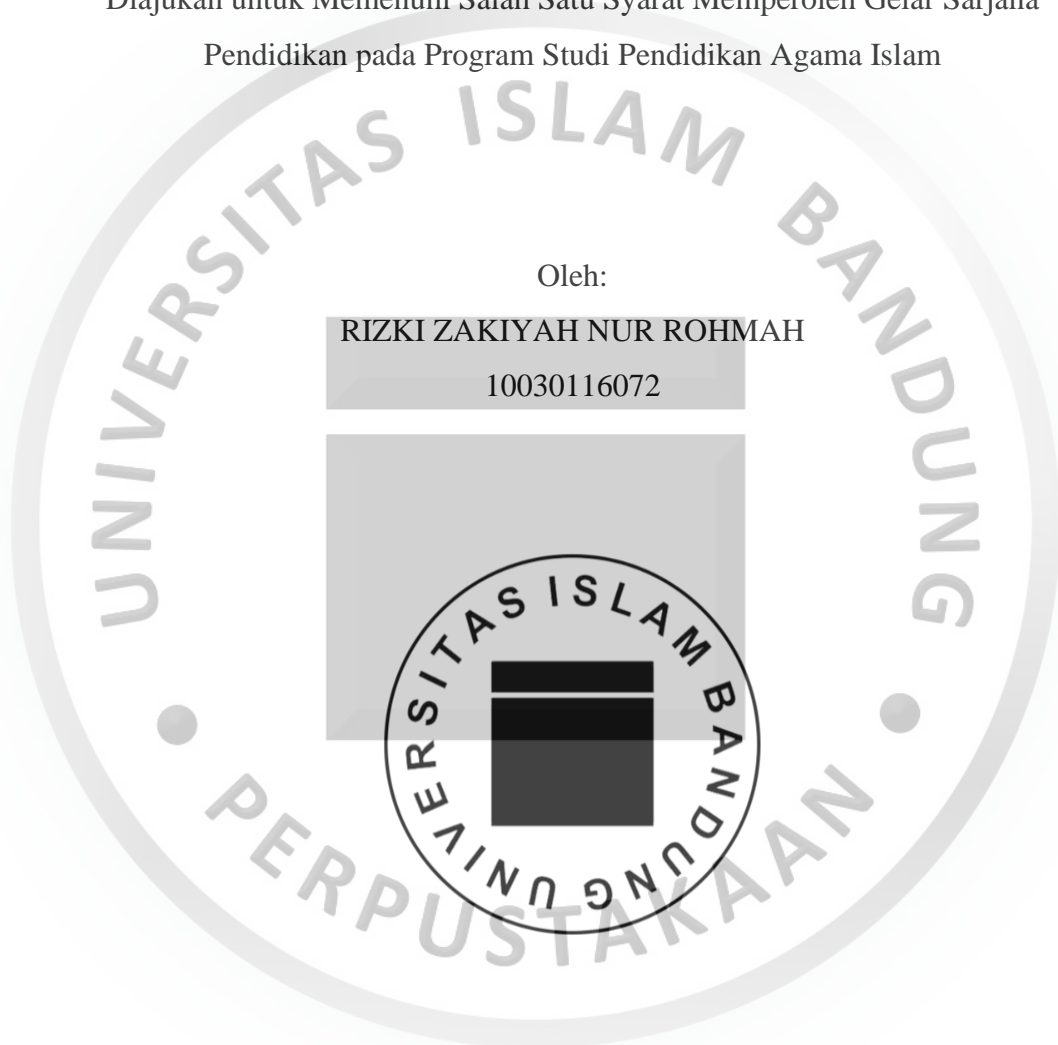 Diajukan untuk Memenuhi Salah Satu Syarat Memperoleh Gelar Sarjana
Pendidikan pada Program Studi Pendidikan Agama Islam
UNIVERSITAS ISLAM BANDUNG
Oleh:
RIZKI ZAKIYAH NUR ROHMAH
10030116072
UNIVERSITAS ISLAM BANDUNG
PERPUSTAKAAN